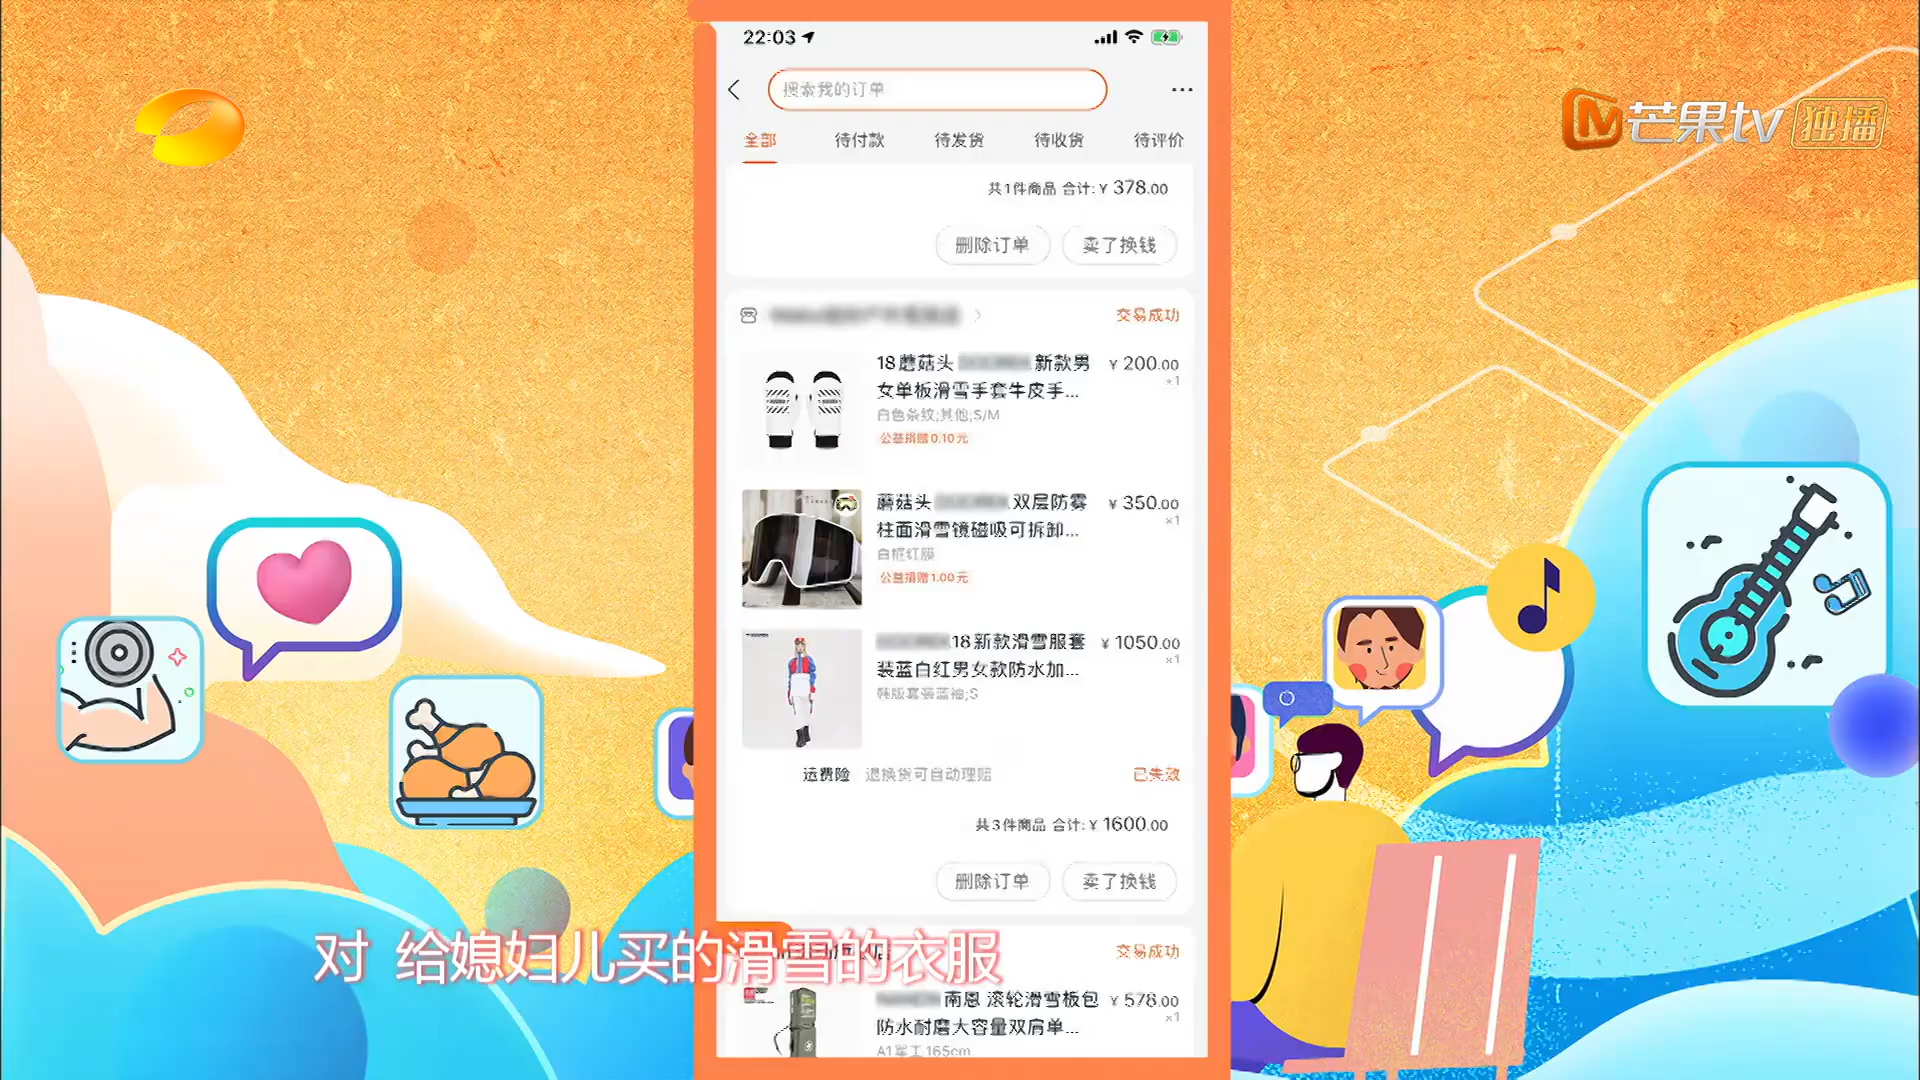 22:03
搜索我的订单
全部 待付款 待发货 待收货 待评价
共1件商品 合计:¥ 378.00
删除订单 卖了换钱
交易成功
18蘑菇头 新款男 ¥ 200.00
女单板滑雪手套牛皮手... ×1
白色条纹;其他;S/M
公益捐赠0.10元
蘑菇头 双层防雾 ¥ 350.00
柱面滑雪镜磁吸可拆卸... ×1
白框红膜
公益捐赠1.00元
18新款滑雪服套 ¥ 1050.00
装蓝白红男女款防水加... ×1
韩版套装蓝袖;S
运费险 退换货可自动理赔 已失效
共3件商品 合计:¥ 1600.00
删除订单 卖了换钱
交易成功
南恩 滚轮滑雪板包 ¥ 578.00
防水耐磨大容量双肩单... ×1
A1军工165cm
芒果tv 独播
对 给媳妇儿买的滑雪的衣服